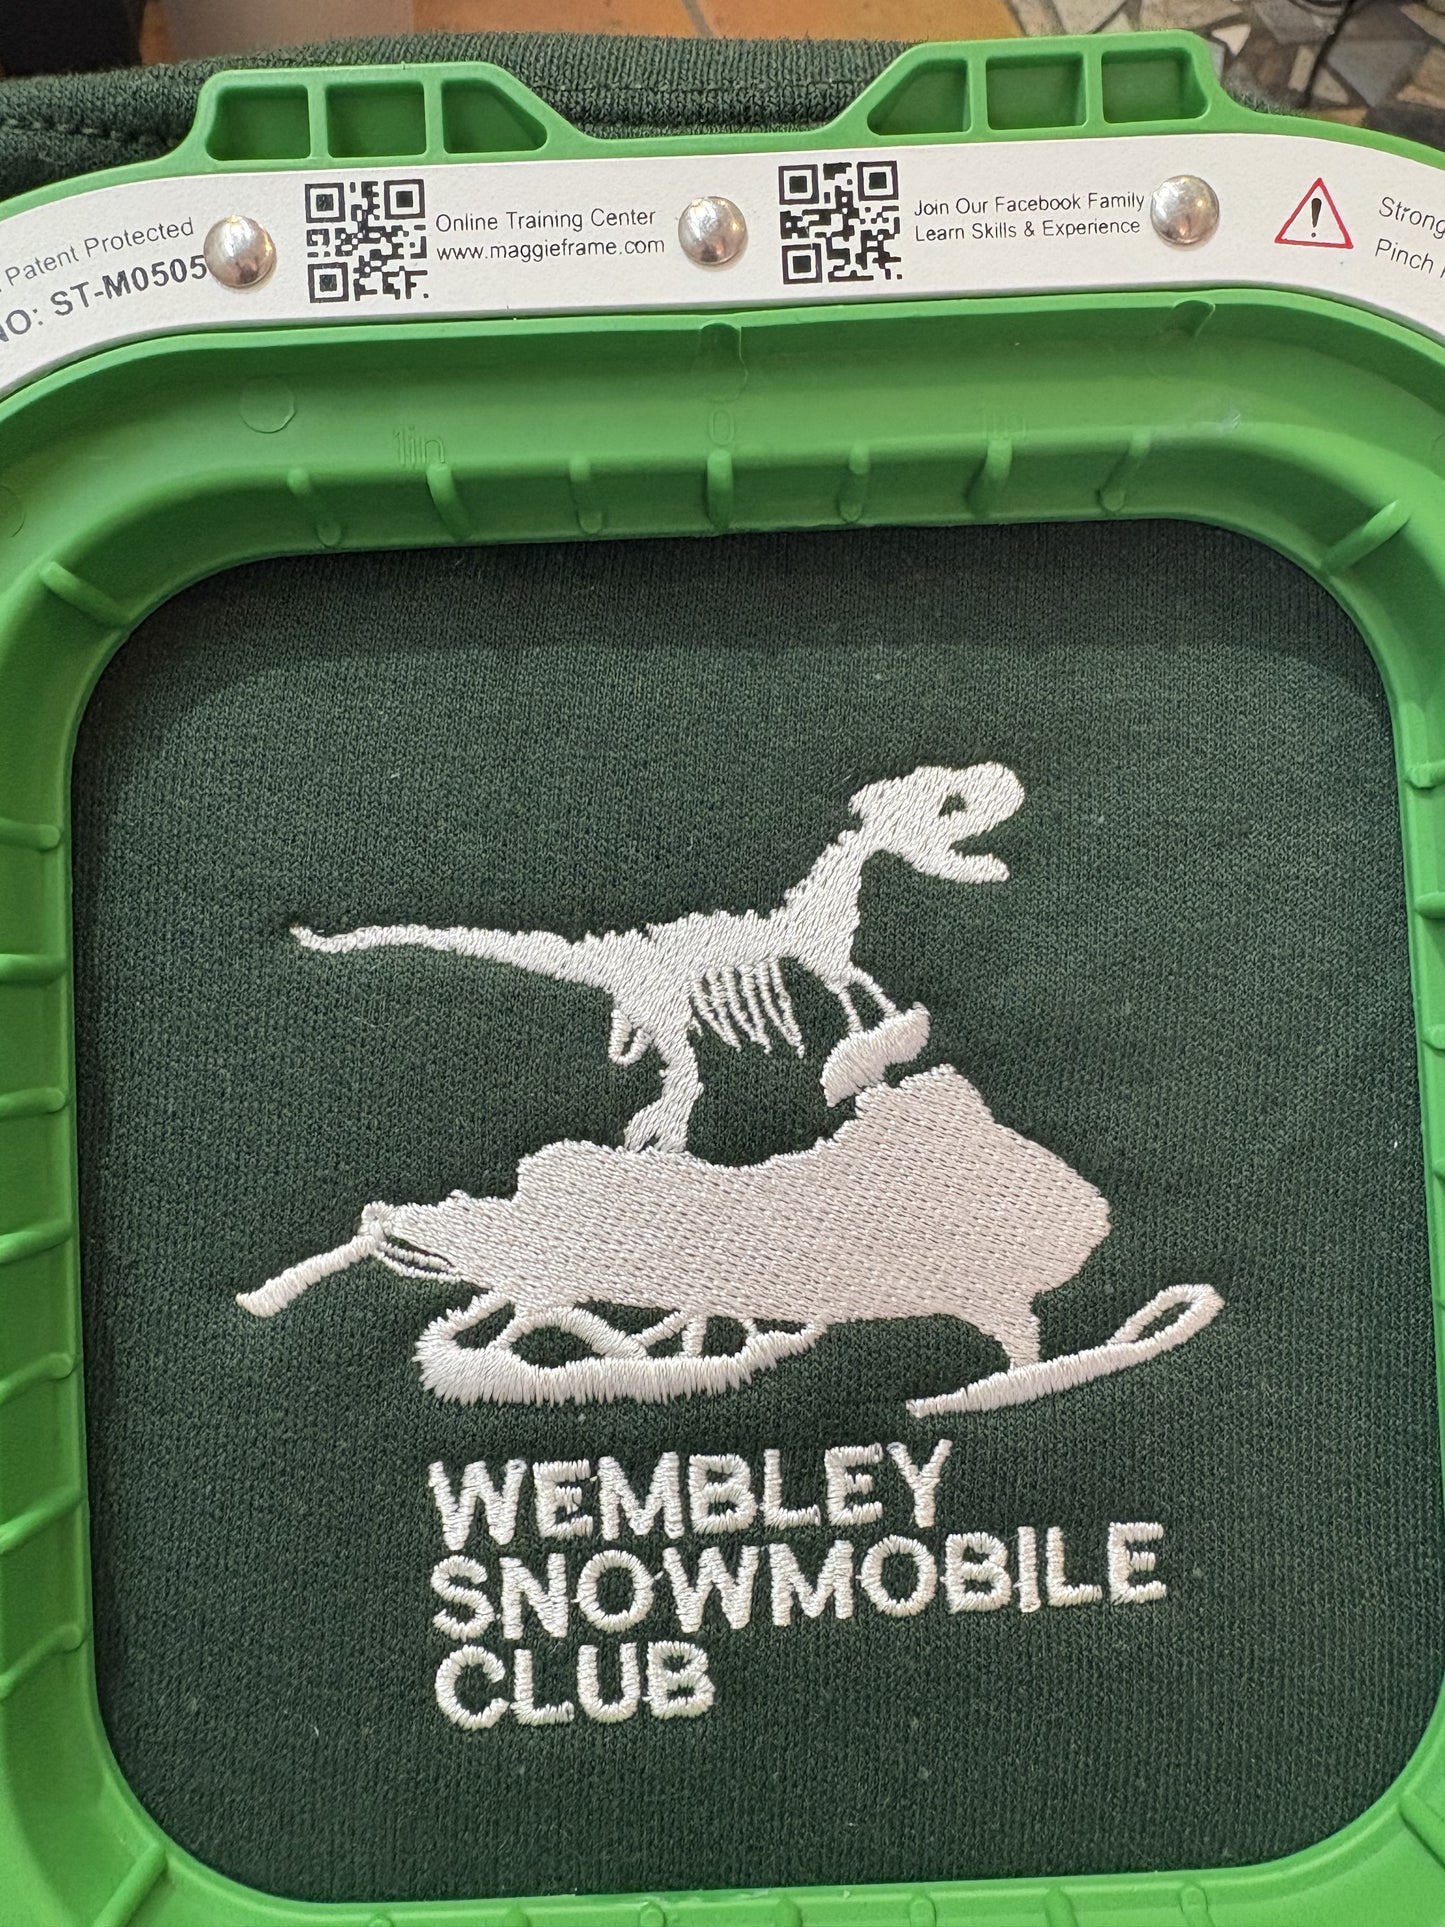 Patent Protected
NO: ST-M0505
Online Training Center
www.maggieframe.com
Join Our Facebook Family
Learn Skills & Experience
!
Strong
Pinch
1in
0
1in
WEMBLEY
SNOWMOBILE
CLUB